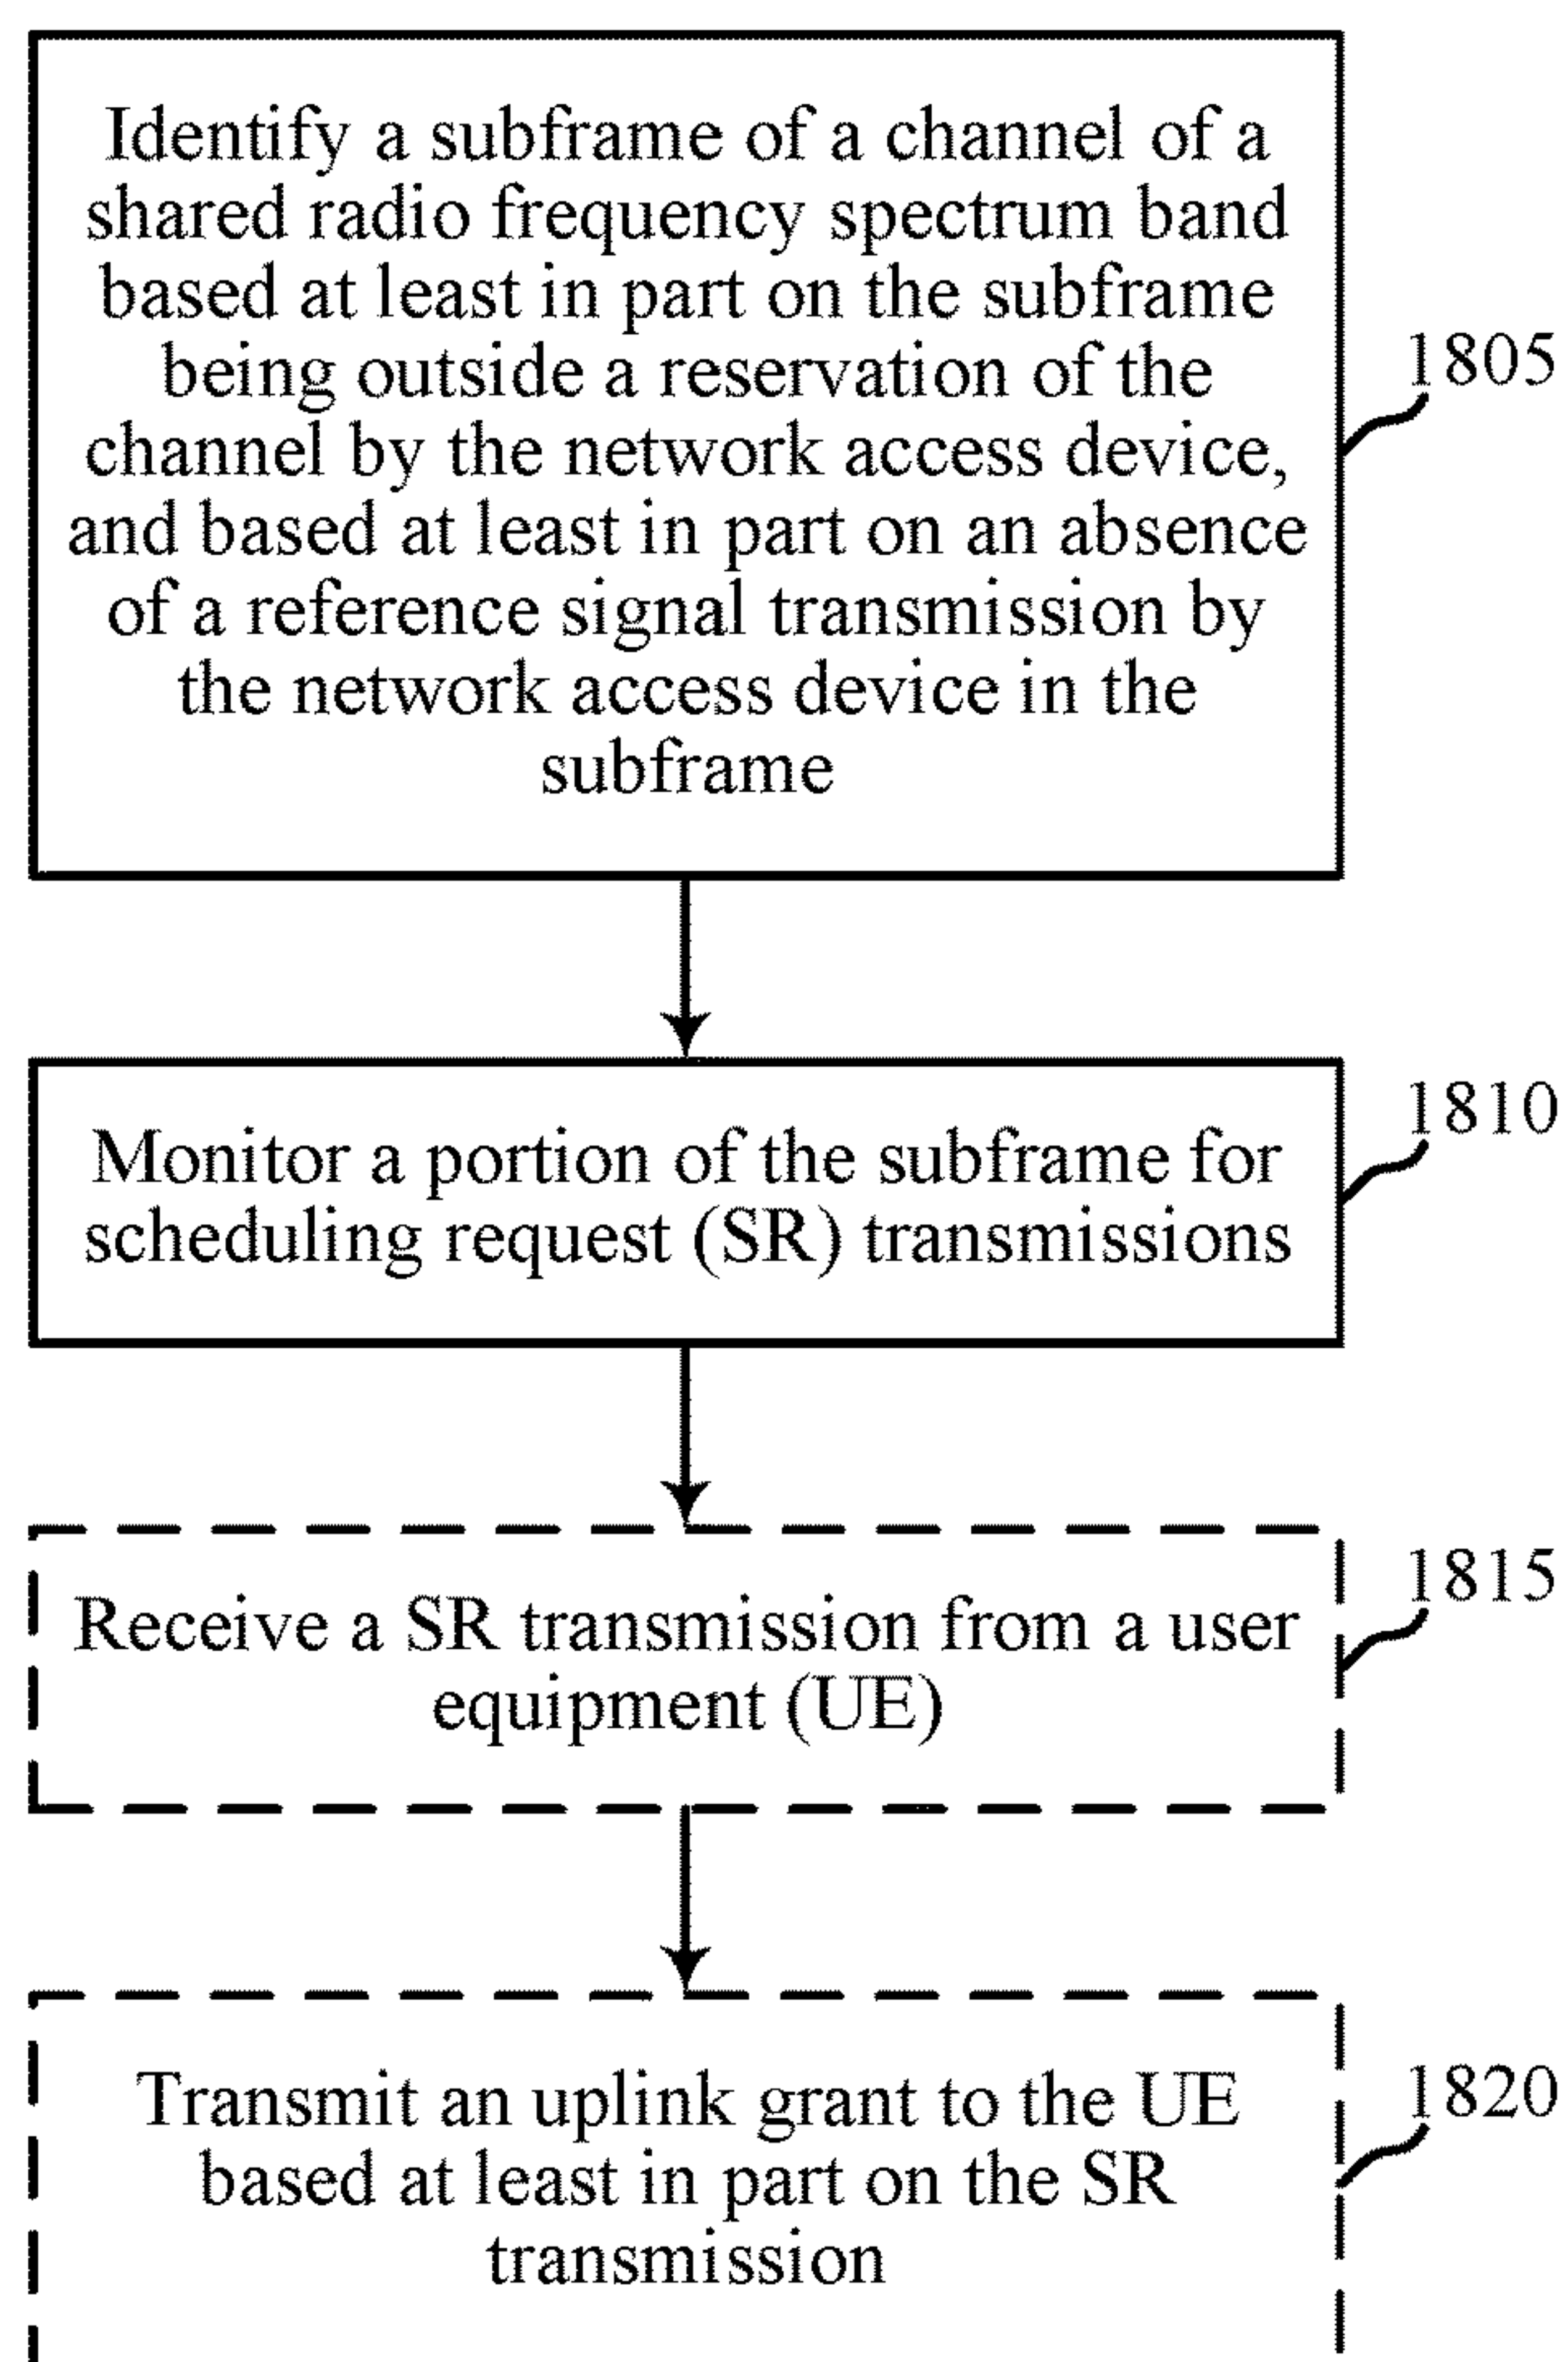 Identify a subframe of a channel of a
shared radio frequency spectrum band
based at least in part on the subframe
being outside a reservation of the
channel by the network access device,
and based at least in part on an absence
of a reference signal transmission by
the network access device in the
subframe
1805
Monitor a portion of the subframe for
scheduling request (SR) transmissions
1810
Receive a SR transmission from a user
equipment (UE)
1815
Transmit an uplink grant to the UE
based at least in part on the SR
transmission
1820